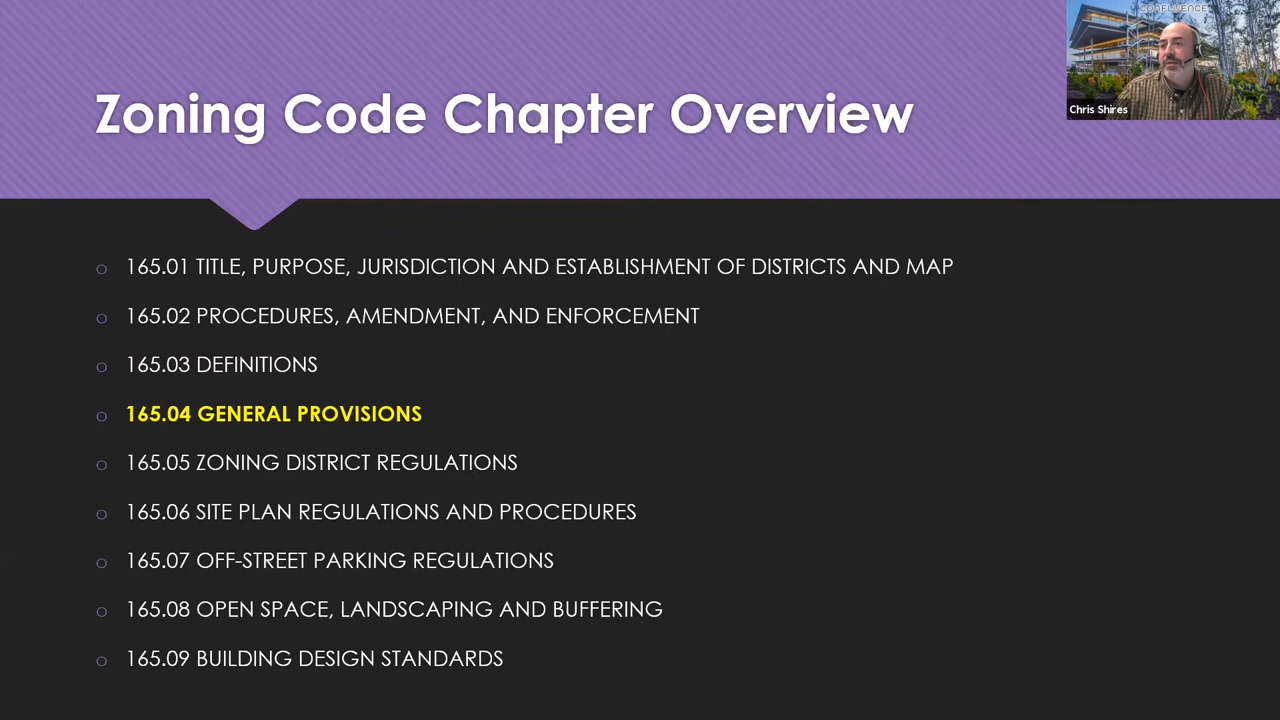 CONFLUENCE
Chris Shires
Zoning Code Chapter Overview
165.01 TITLE, PURPOSE, JURISDICTION AND ESTABLISHMENT OF DISTRICTS AND MAP
165.02 PROCEDURES, AMENDMENT, AND ENFORCEMENT
165.03 DEFINITIONS
165.04 GENERAL PROVISIONS
165.05 ZONING DISTRICT REGULATIONS
165.06 SITE PLAN REGULATIONS AND PROCEDURES
165.07 OFF-STREET PARKING REGULATIONS
165.08 OPEN SPACE, LANDSCAPING AND BUFFERING
165.09 BUILDING DESIGN STANDARDS